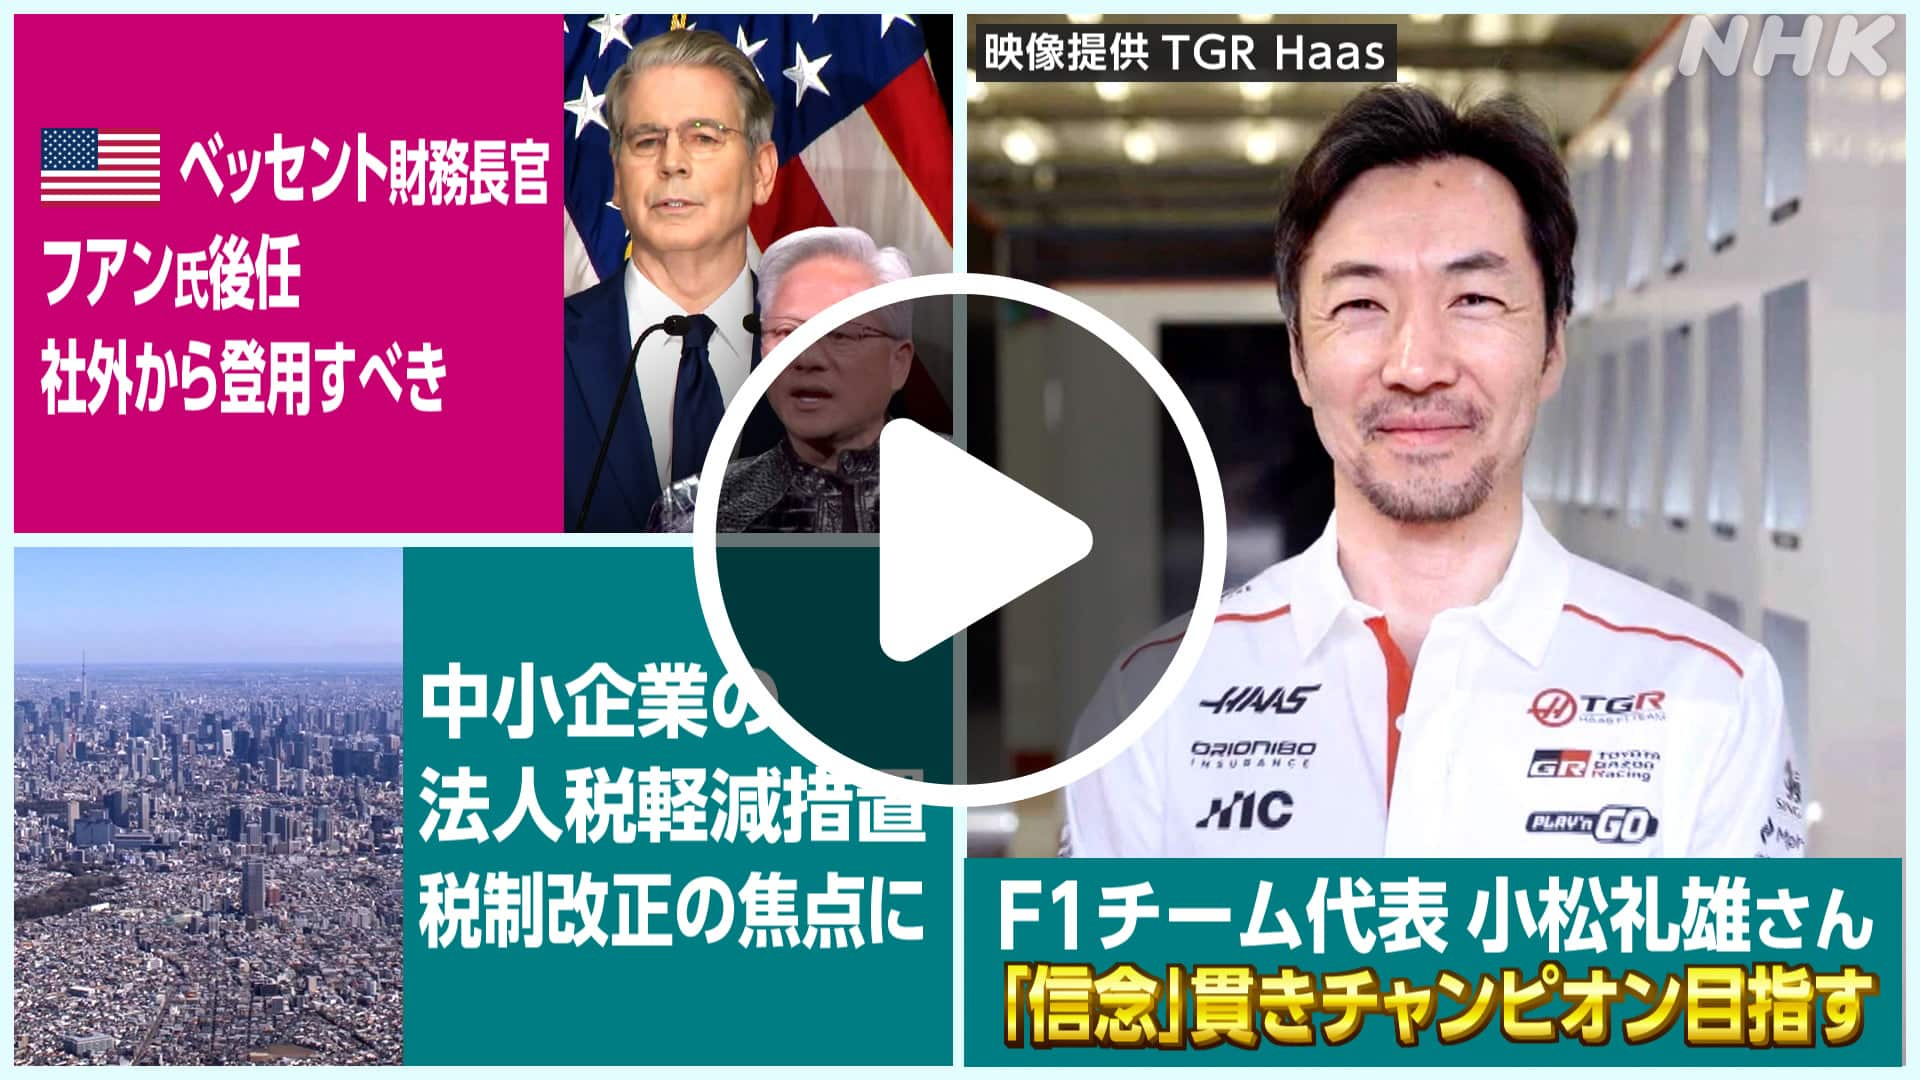 ベッセント財務長官
フアン氏後任
社外から登用すべき
映像提供 TGR Haas
NHK
中小企業の
法人税軽減措置
税制改正の焦点に
HAAS
ORION180
INSURANCE
MIC
TGR
HAAS F1 TEAM
GR TOYOTA
GAZOO
Racing
PLAY'n GO
F1チーム代表 小松礼雄さん
「信念」貫きチャンピオン目指す